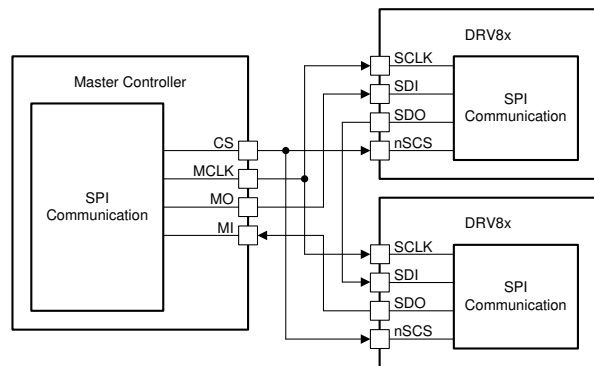 Master Controller
SPI
Communication
CS
MCLK
MO
MI
DRV8x
SCLK
SDI
SDO
nSCS
SPI
Communication
DRV8x
SCLK
SDI
SDO
nSCS
SPI
Communication